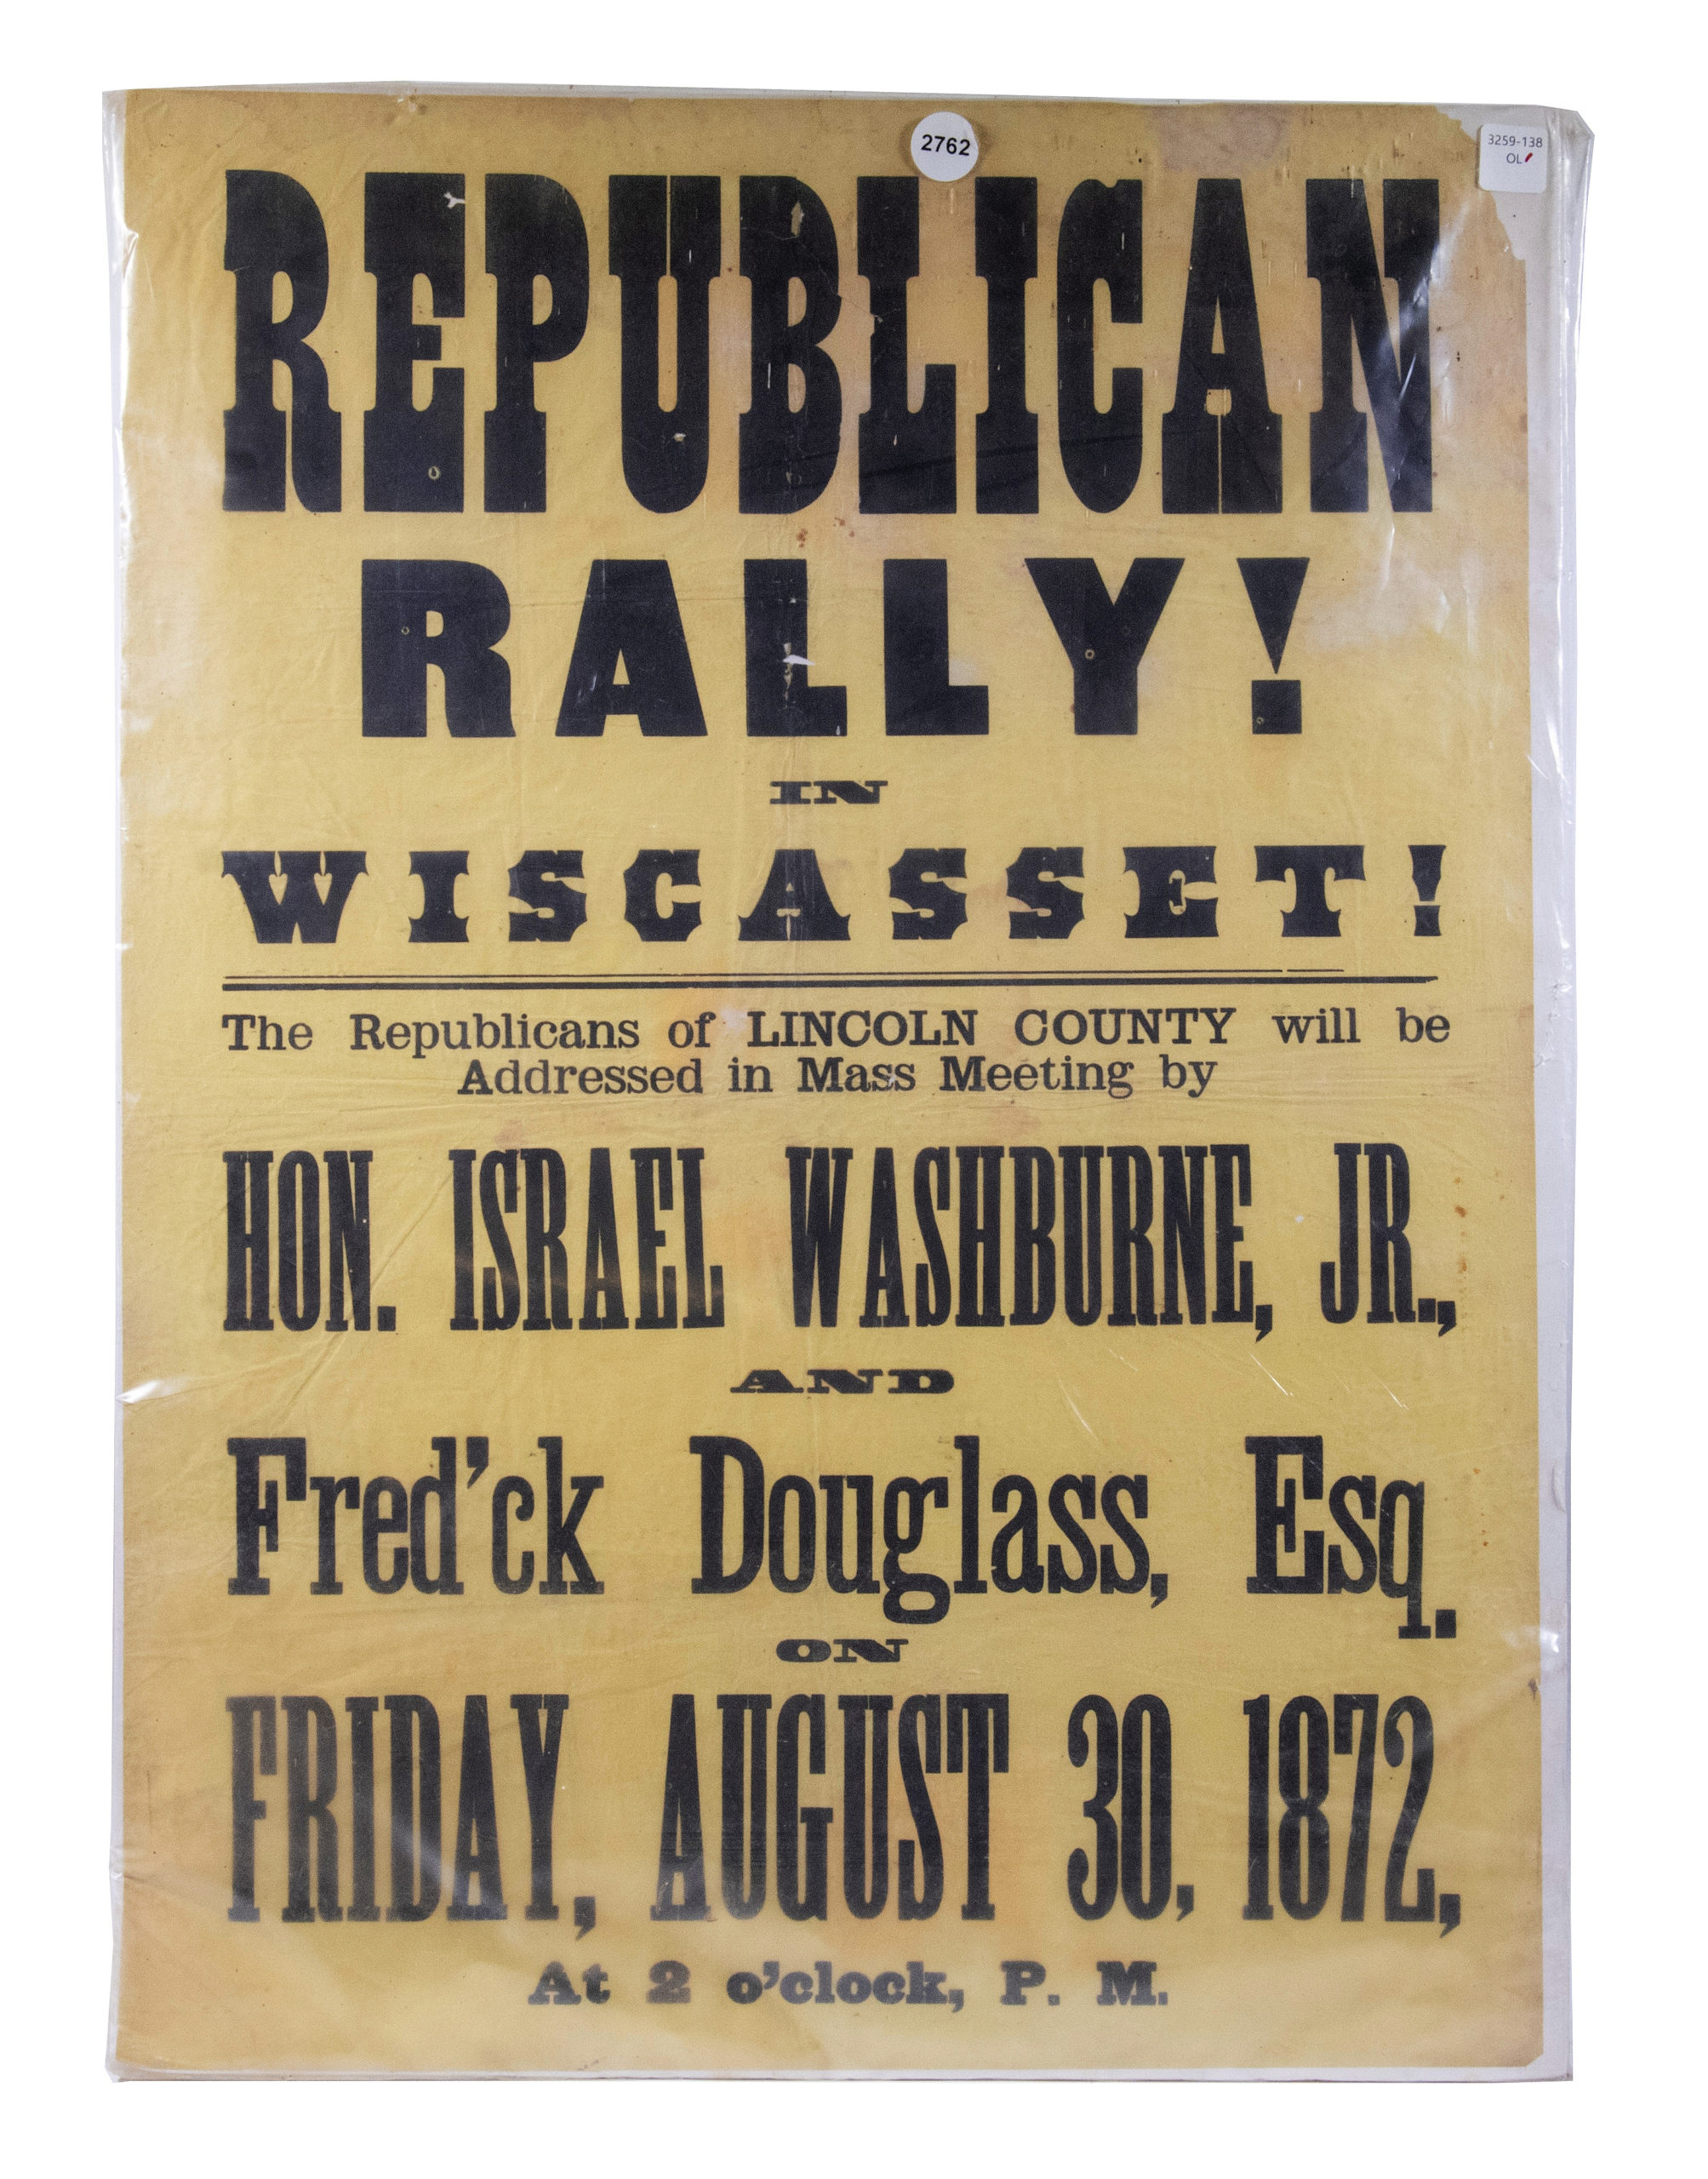 2762
3259-138
OL
REPUBLICAN
RALLY!
IN
WISCASSET!
The Republicans of LINCOLN COUNTY will be
Addressed in Mass Meeting by
HON. ISRAEL WASHBURNE, JR.,
AND
Fred'ck Douglass, Esq.
ON
FRIDAY, AUGUST 30, 1872,
At 2 o'clock, P. M.